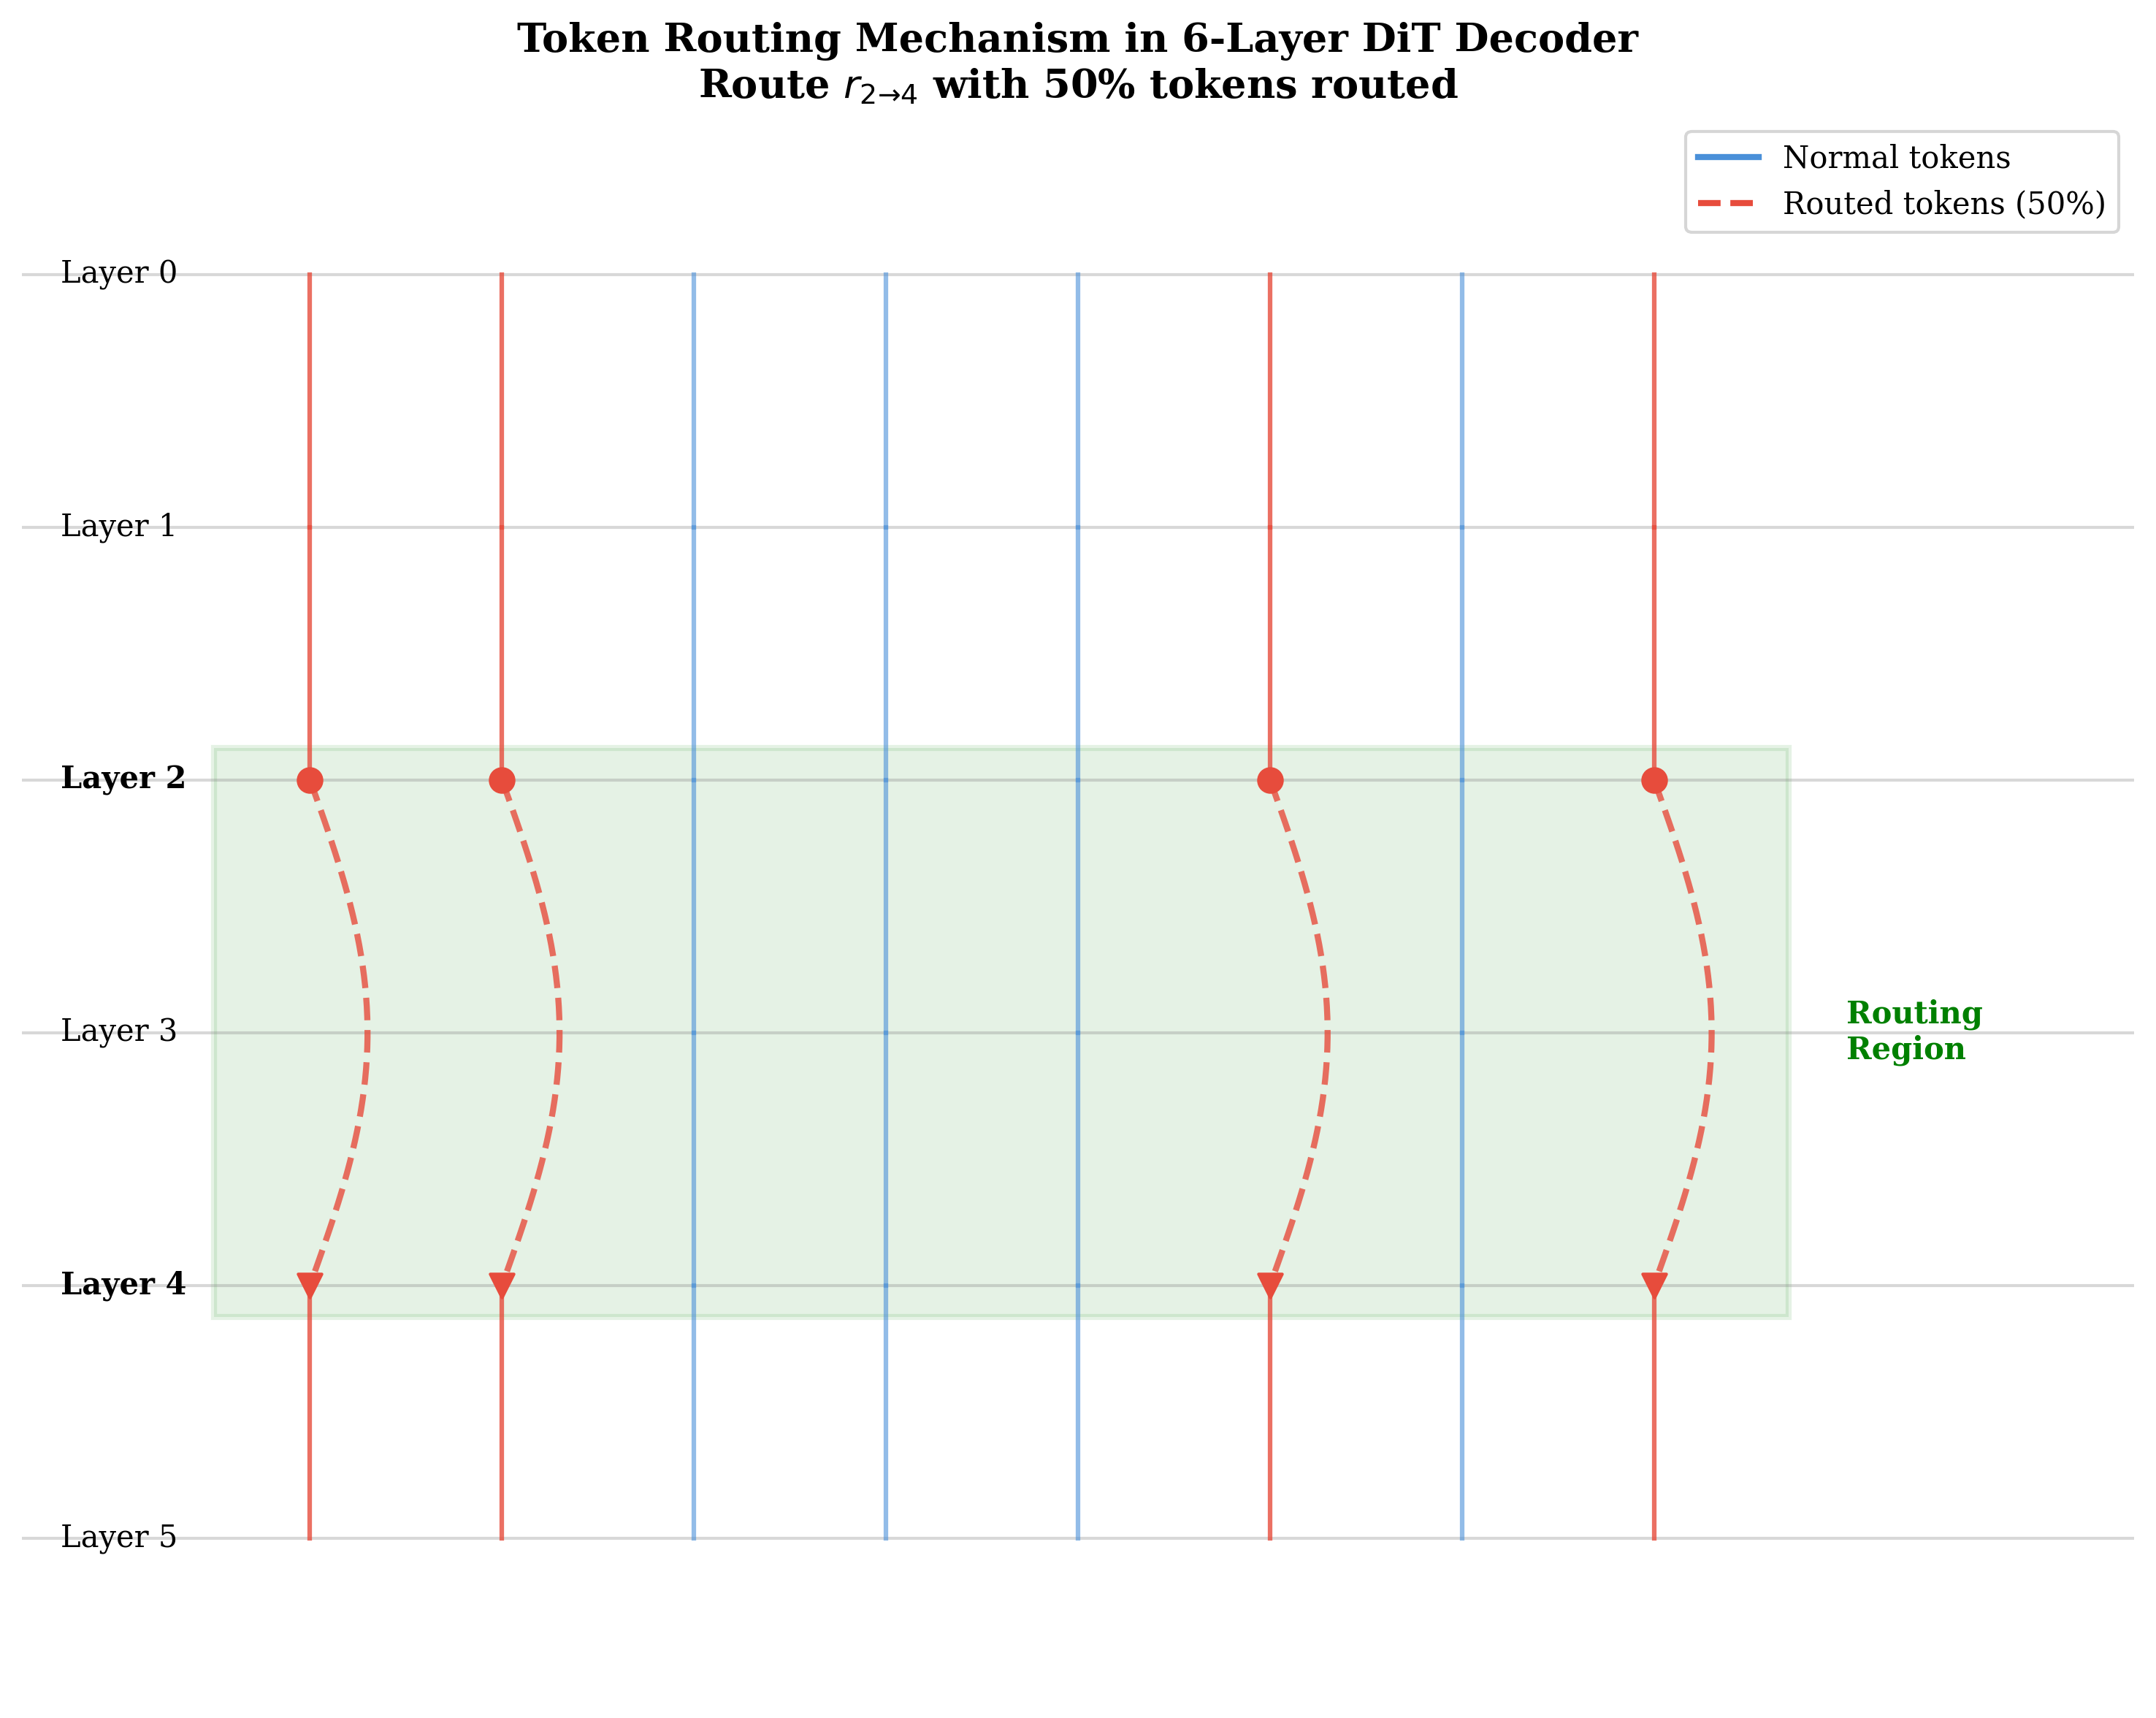 Token Routing Mechanism in 6-Layer DiT Decoder
Route r₂→₄ with 50% tokens routed
Normal tokens
Routed tokens (50%)
Layer 0
Layer 1
Layer 2
Layer 3
Routing
Region
Layer 4
Layer 5